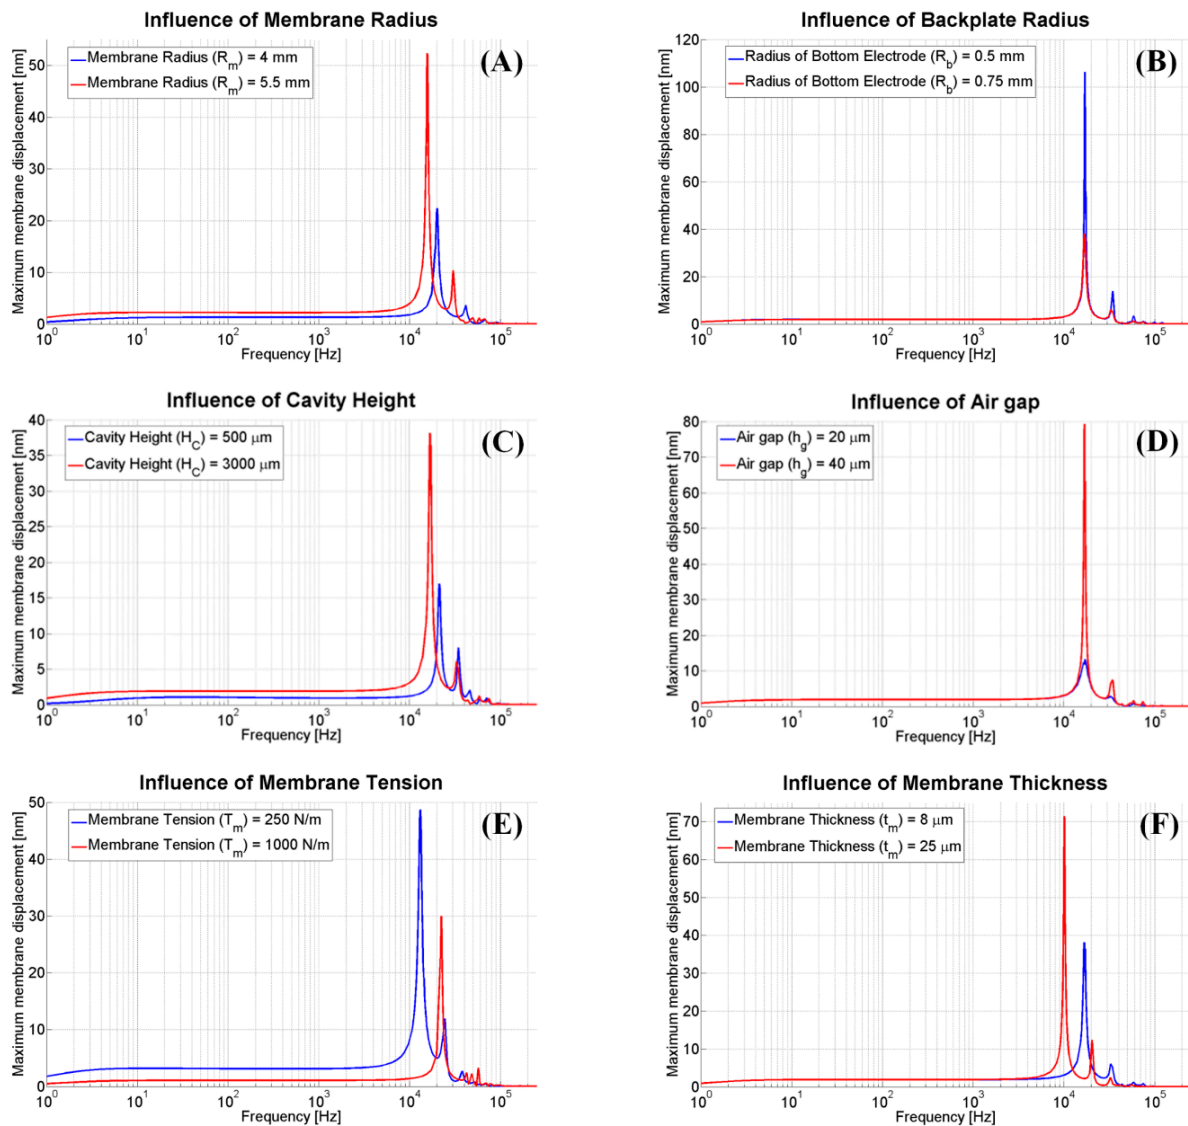 Influence of Membrane Radius
Membrane Radius (R_m) = 4 mm
Membrane Radius (R_m) = 5.5 mm
(A)
Maximum membrane displacement [nm]
50
40
30
20
10
0
10^0 10^1 10^2 10^3 10^4 10^5
Frequency [Hz]
Influence of Backplate Radius
Radius of Bottom Electrode (R_b) = 0.5 mm
Radius of Bottom Electrode (R_b) = 0.75 mm
(B)
Maximum membrane displacement [nm]
120
100
80
60
40
20
0
10^0 10^1 10^2 10^3 10^4 10^5
Frequency [Hz]
Influence of Cavity Height
Cavity Height (H_C) = 500 μm
Cavity Height (H_C) = 3000 μm
(C)
Maximum membrane displacement [nm]
40
35
30
25
20
15
10
5
0
10^0 10^1 10^2 10^3 10^4 10^5
Frequency [Hz]
Influence of Air gap
Air gap (h_g) = 20 μm
Air gap (h_g) = 40 μm
(D)
Maximum membrane displacement [nm]
80
70
60
50
40
30
20
10
0
10^0 10^1 10^2 10^3 10^4 10^5
Frequency [Hz]
Influence of Membrane Tension
Membrane Tension (T_m) = 250 N/m
Membrane Tension (T_m) = 1000 N/m
(E)
Maximum membrane displacement [nm]
50
40
30
20
10
0
10^0 10^1 10^2 10^3 10^4 10^5
Frequency [Hz]
Influence of Membrane Thickness
Membrane Thickness (t_m) = 8 μm
Membrane Thickness (t_m) = 25 μm
(F)
Maximum membrane displacement [nm]
70
60
50
40
30
20
10
0
10^0 10^1 10^2 10^3 10^4 10^5
Frequency [Hz]